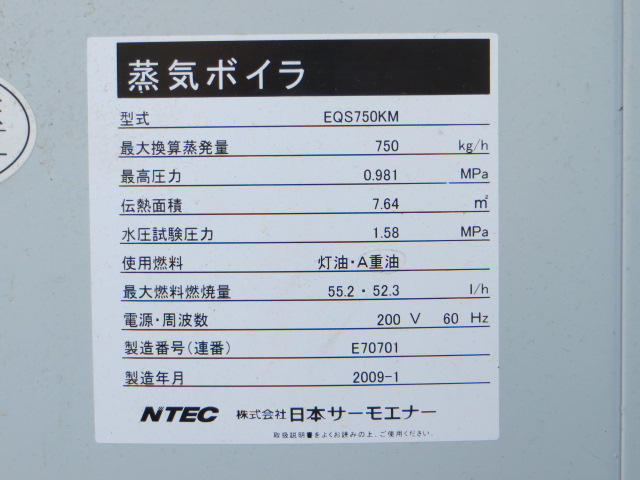 蒸気ボイラ
型式 EQS750KM
最大換算蒸発量 750 kg/h
最高圧力 0.981 MPa
伝熱面積 7.64 ㎡
水圧試験圧力 1.58 MPa
使用燃料 灯油・A重油
最大燃料燃焼量 55.2・52.3 l/h
電源・周波数 200 V 60 Hz
製造番号(連番) E70701
製造年月 2009-1
NTEC 株式会社日本サーモエナー
取扱説明書をよくお読みの上、ご使用ください。